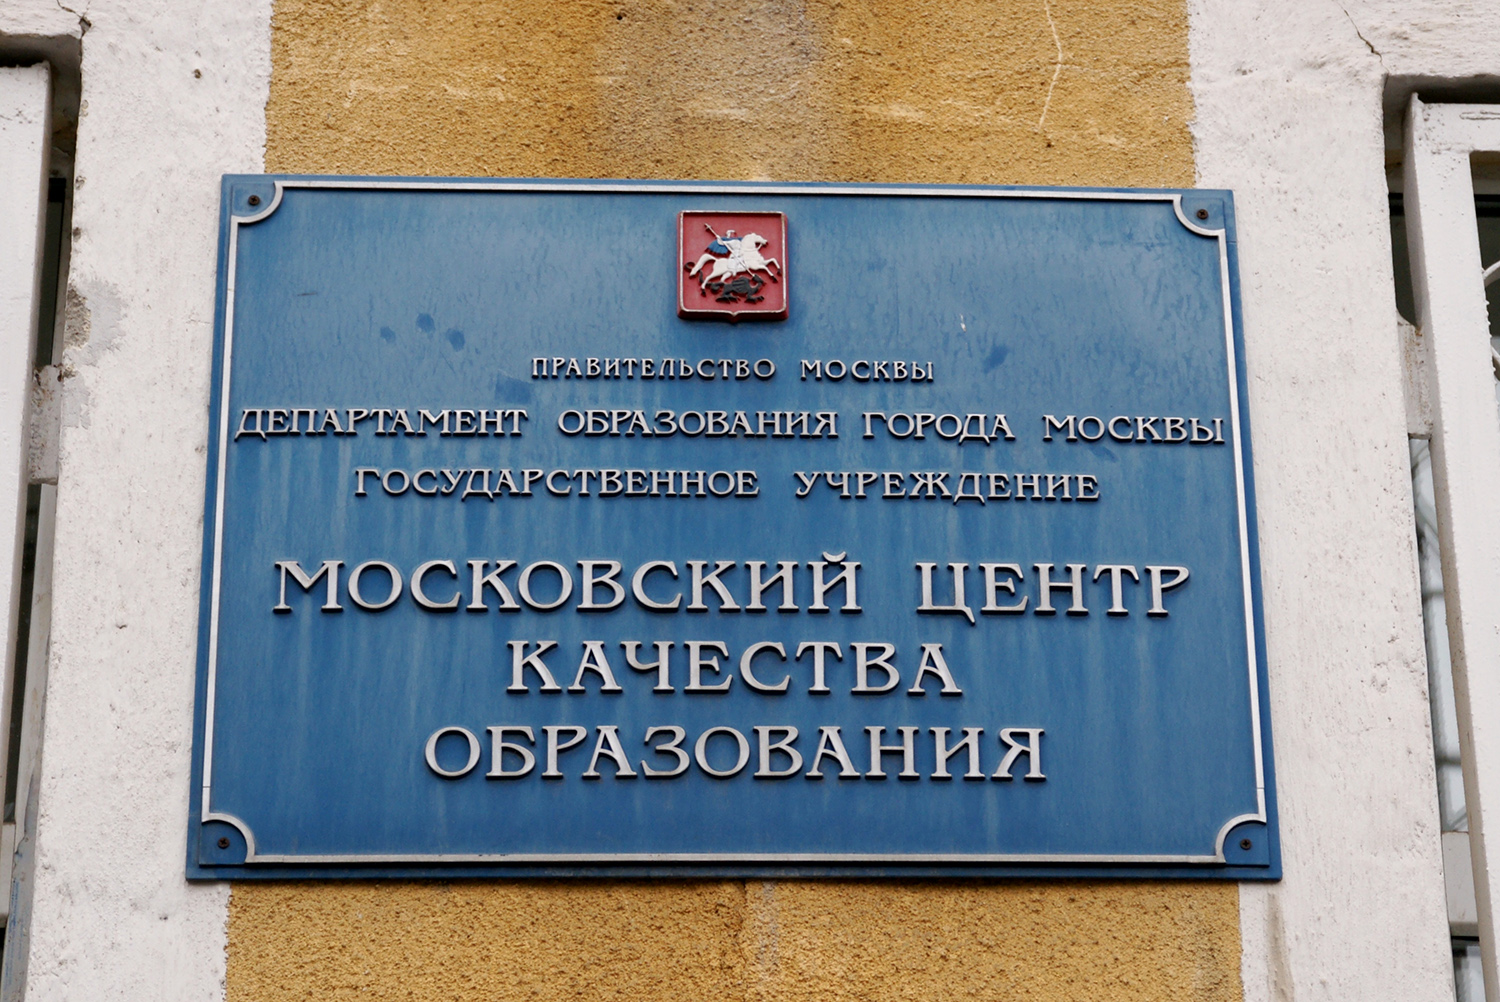 ПРАВИТЕЛЬСТВО МОСКВЫ
ДЕПАРТАМЕНТ ОБРАЗОВАНИЯ ГОРОДА МОСКВЫ
ГОСУДАРСТВЕННОЕ УЧРЕЖДЕНИЕ
МОСКОВСКИЙ ЦЕНТР
КАЧЕСТВА
ОБРАЗОВАНИЯ